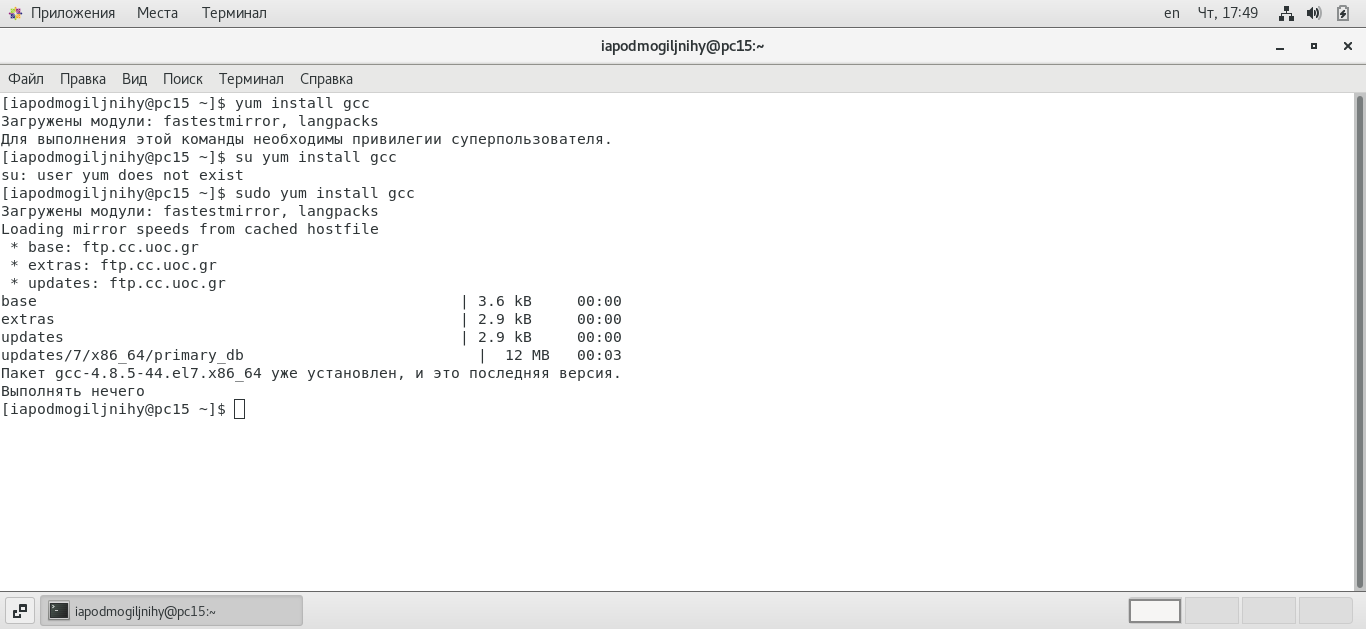 Приложения Места Терминал en Чт, 17:49
iapodmogiljnihy@pc15:~
Файл Правка Вид Поиск Терминал Справка
[iapodmogiljnihy@pc15 ~]$ yum install gcc
Загружены модули: fastestmirror, langpacks
Для выполнения этой команды необходимы привилегии суперпользователя.
[iapodmogiljnihy@pc15 ~]$ su yum install gcc
su: user yum does not exist
[iapodmogiljnihy@pc15 ~]$ sudo yum install gcc
Загружены модули: fastestmirror, langpacks
Loading mirror speeds from cached hostfile
 * base: ftp.cc.uoc.gr
 * extras: ftp.cc.uoc.gr
 * updates: ftp.cc.uoc.gr
base | 3.6 kB 00:00
extras | 2.9 kB 00:00
updates | 2.9 kB 00:00
updates/7/x86_64/primary_db | 12 MB 00:03
Пакет gcc-4.8.5-44.el7.x86_64 уже установлен, и это последняя версия.
Выполнять нечего
[iapodmogiljnihy@pc15 ~]$
iapodmogiljnihy@pc15:~